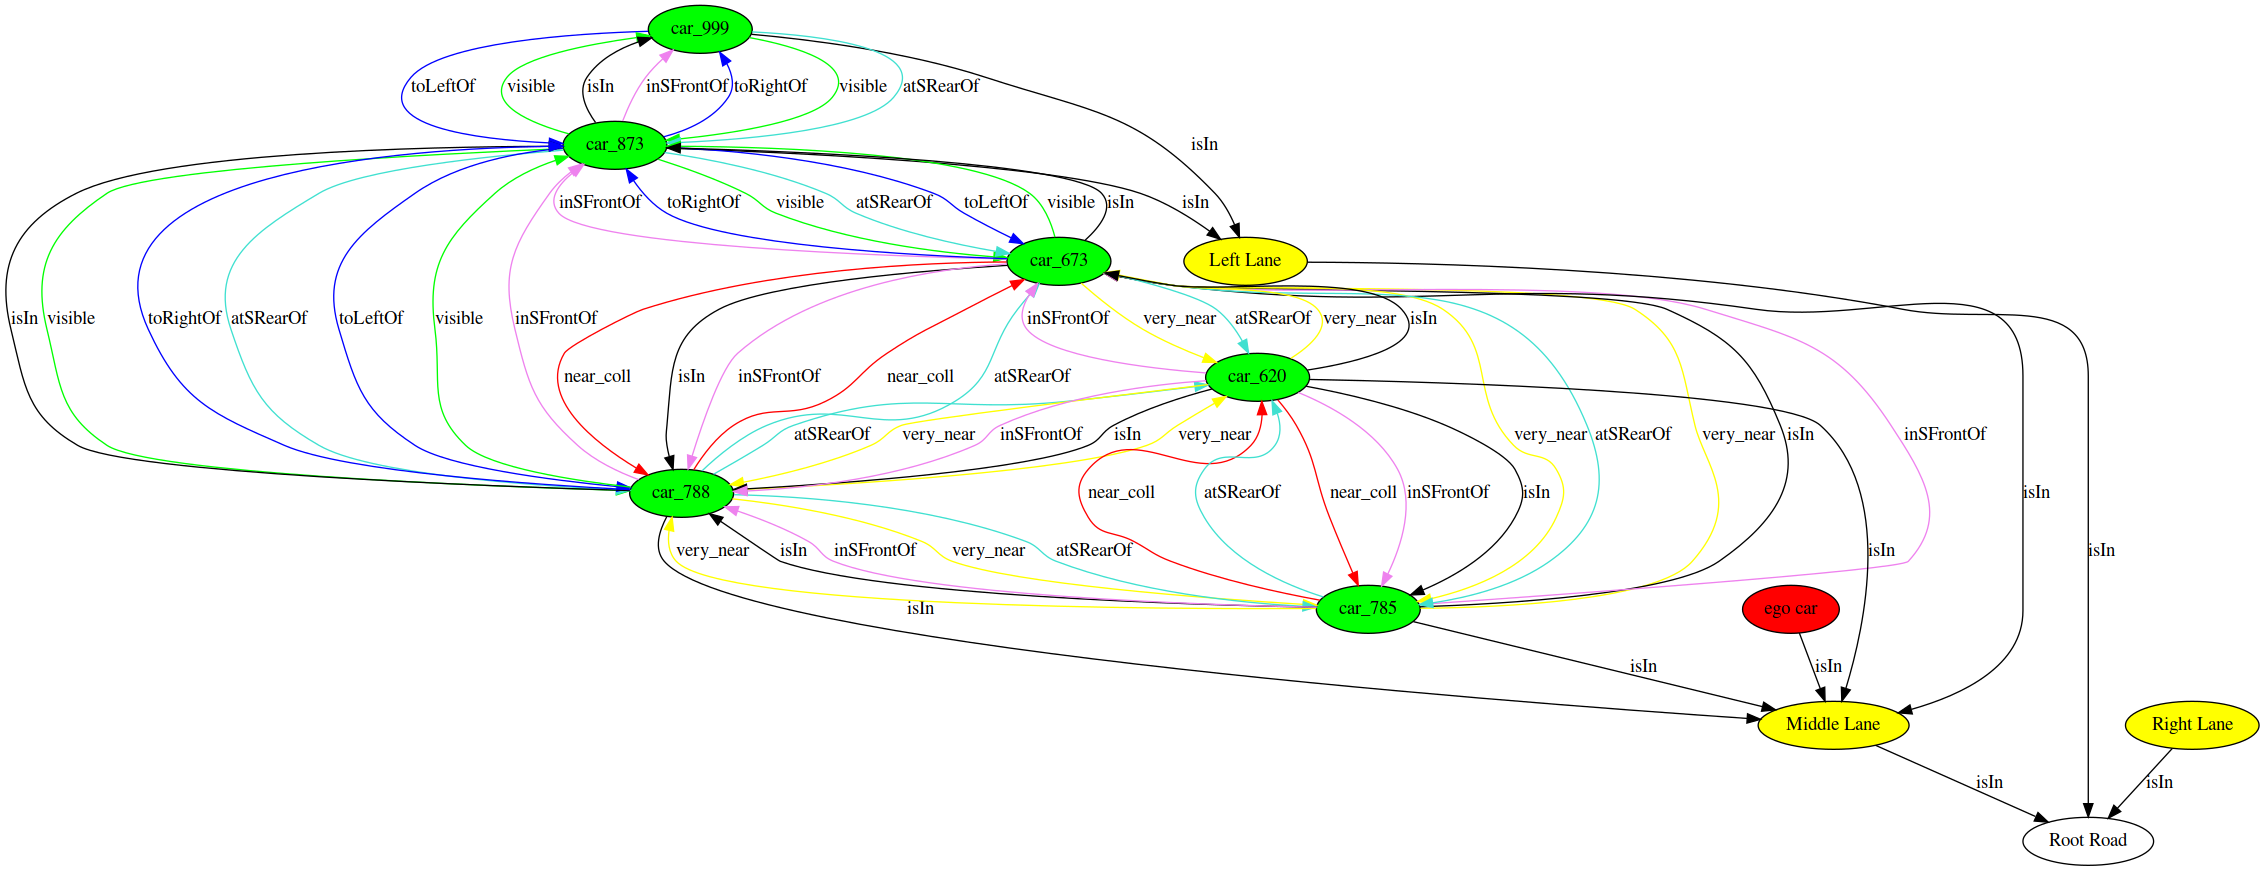 car_999
toLeftOf
visible
isIn
inSFrontOf
toRightOf
visible
atSRearOf
car_873
isIn
inSFrontOf
toRightOf
visible
atSRearOf
toLeftOf
visible
isIn
isIn
car_673
Left Lane
isIn
visible
toRightOf
atSRearOf
toLeftOf
visible
inSFrontOf
inSFrontOf
very_near
atSRearOf
very_near
isIn
near_coll
isIn
inSFrontOf
near_coll
atSRearOf
car_620
atSRearOf
very_near
inSFrontOf
isIn
very_near
very_near
atSRearOf
very_near
isIn
inSFrontOf
car_788
near_coll
atSRearOf
near_coll
inSFrontOf
isIn
isIn
very_near
isIn
inSFrontOf
very_near
atSRearOf
isIn
isIn
isIn
car_785
ego car
isIn
isIn
Middle Lane
Right Lane
isIn
isIn
Root Road